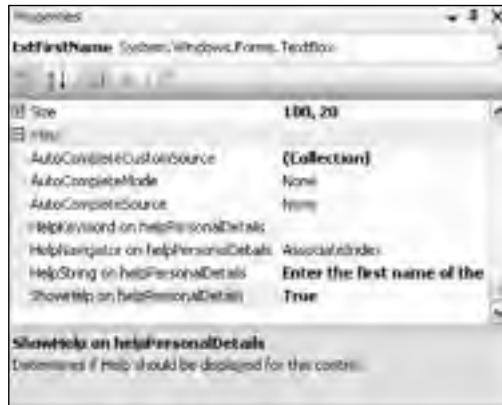 Properties
txtFirstName System.Windows.Forms.TextBox
Size 100, 20
Misc
AutoCompleteCustomSource (Collection)
AutoCompleteMode None
AutoCompleteSource None
HelpKeyword on helpPersonalDetails
HelpNavigator on helpPersonalDetails AssociateIndex
HelpString on helpPersonalDetails Enter the first name of the
ShowHelp on helpPersonalDetails True
ShowHelp on helpPersonalDetails
Determines if Help should be displayed for this control.